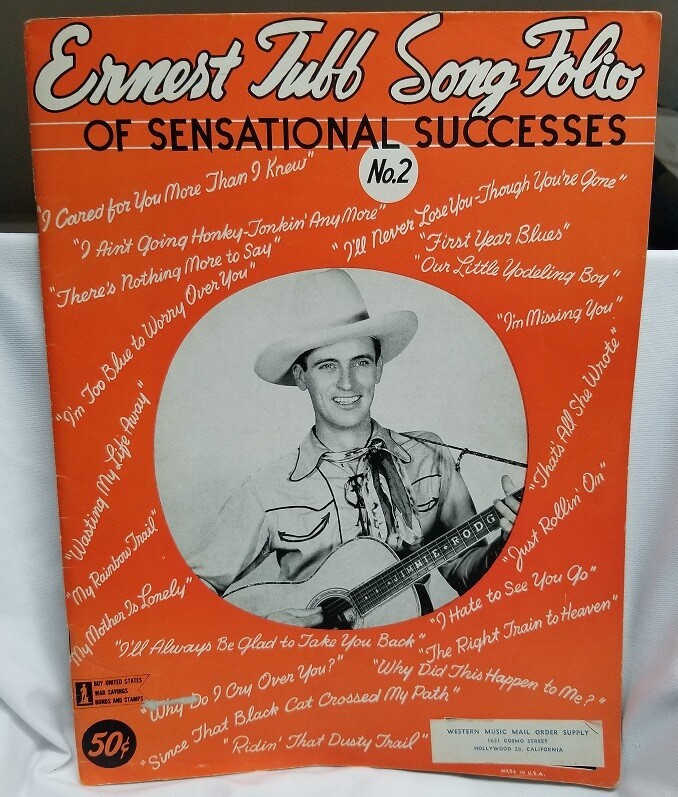 Ernest Tubb Song Folio
OF SENSATIONAL SUCCESSES
No.2
"I Cared for You More Than I Knew"
"I Ain't Going Honky-Tonkin' Any More"
"There's Nothing More to Say"
"I'm Too Blue to Worry Over You"
"Wasting My Life Away"
"My Rainbow Trail"
"My Mother Is Lonely"
"I'll Never Lose You-Though You're Gone"
"First Year Blues"
"Our Little Yodeling Boy"
"I'm Missing You"
"That's All She Wrote"
"Just Rollin' On"
"I Hate to See You Go"
"The Right Train to Heaven"
JIMMIE RODG
"I'll Always Be Glad to Take You Back"
"Why Did This Happen to Me?"
"Why Do I Cry Over You?"
"Since That Black Cat Crossed My Path"
"Ridin' That Dusty Trail"
BUY UNITED STATES
WAR SAVINGS
BONDS AND STAMPS
50¢
WESTERN MUSIC MAIL ORDER SUPPLY
1651 COSMO STREET
HOLLYWOOD 28, CALIFORNIA
MADE IN U.S.A.